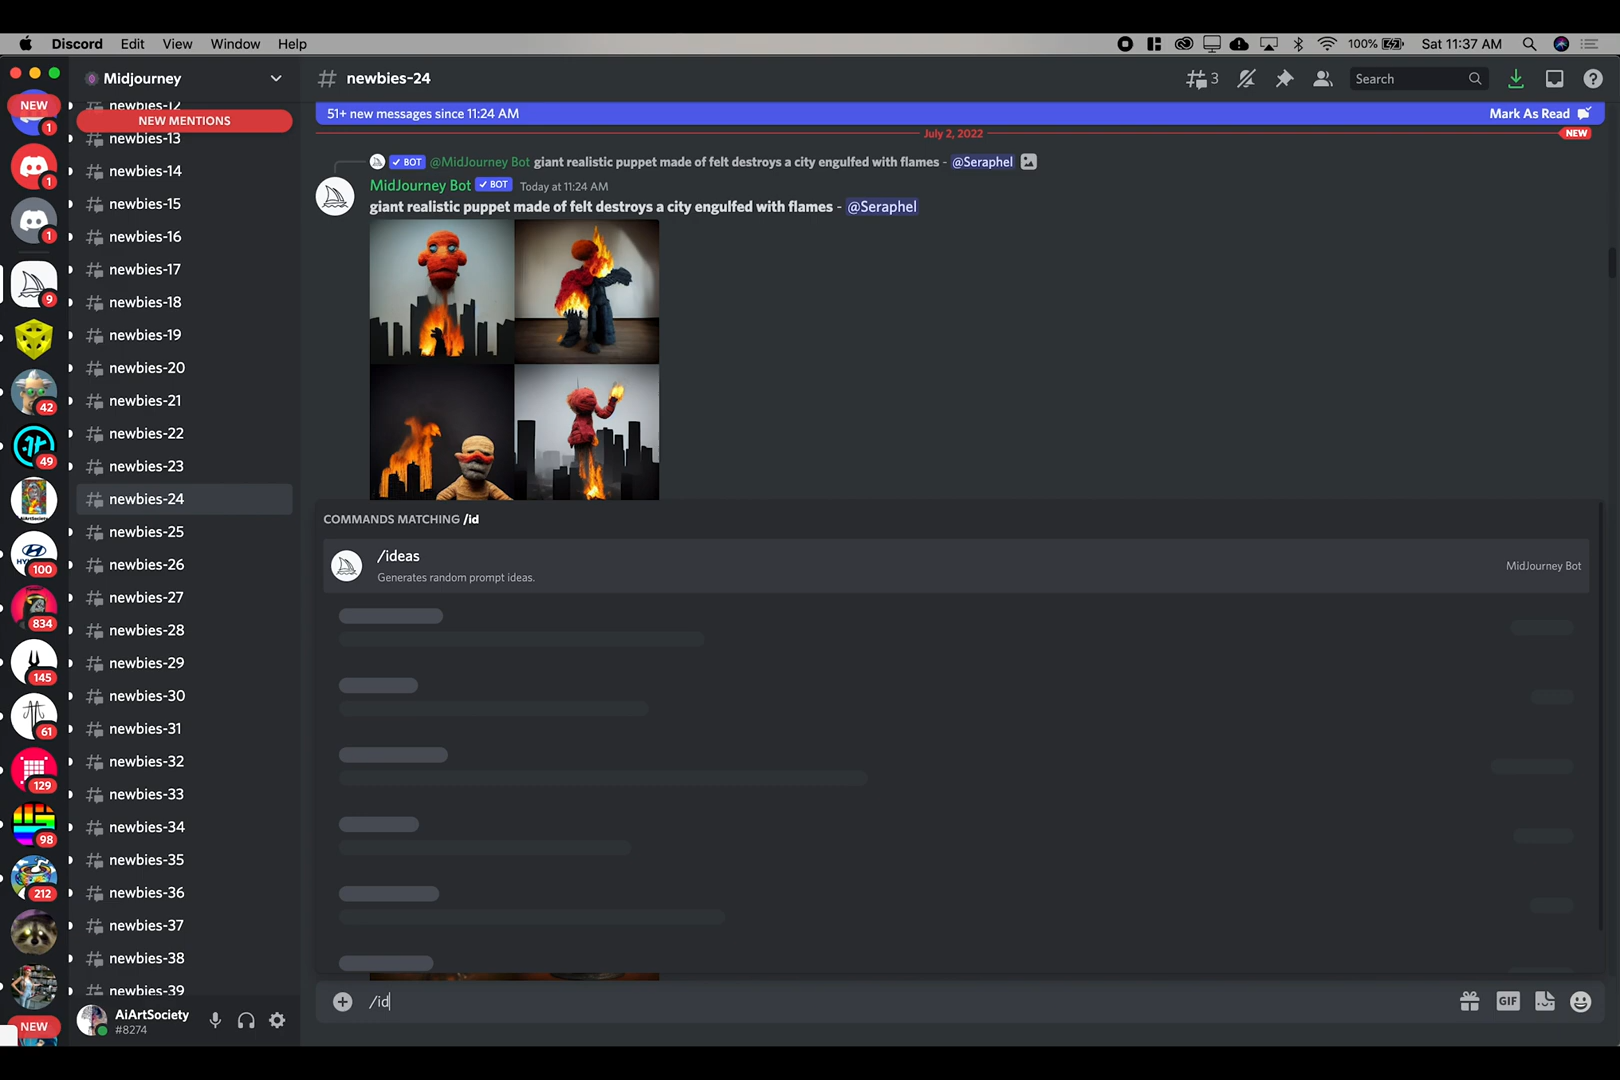 Discord Edit View Window Help 100% Sat 11:37 AM
NEW
1
1
1
9
42
49
AiArtSociety
100
834
145
61
129
98
212
NEW
Midjourney
newbies-12
NEW MENTIONS
newbies-13
newbies-14
newbies-15
newbies-16
newbies-17
newbies-18
newbies-19
newbies-20
newbies-21
newbies-22
newbies-23
newbies-24
newbies-25
newbies-26
newbies-27
newbies-28
newbies-29
newbies-30
newbies-31
newbies-32
newbies-33
newbies-34
newbies-35
newbies-36
newbies-37
newbies-38
newbies-39
AiArtSociety
#8274
# newbies-24 3 Search
51+ new messages since 11:24 AM Mark As Read
July 2, 2022 NEW
BOT @MidJourney Bot giant realistic puppet made of felt destroys a city engulfed with flames - @Seraphel
MidJourney Bot BOT Today at 11:24 AM
giant realistic puppet made of felt destroys a city engulfed with flames - @Seraphel
COMMANDS MATCHING /id
/ideas
Generates random prompt ideas. MidJourney Bot
/id GIF